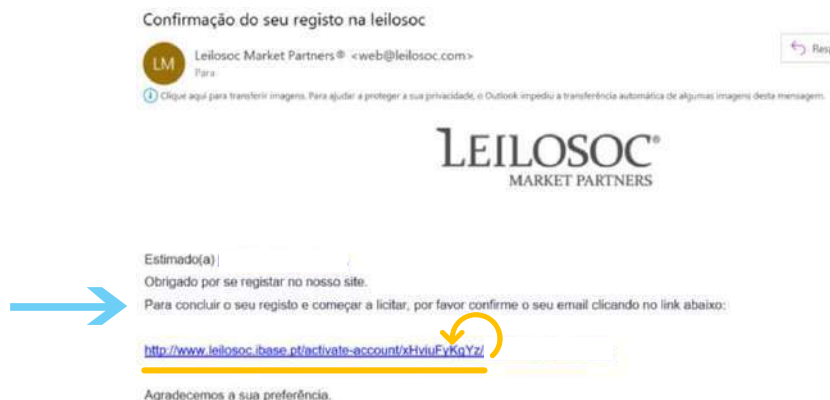 Confirmação do seu registo na leilosoc
LM
Leilosoc Market Partners® <web@leilosoc.com>
Para
Resp
Clique aqui para transferir imagens. Para ajudar a proteger a sua privacidade, o Outlook impediu a transferência automática de algumas imagens desta mensagem.
LEILOSOC®
MARKET PARTNERS
Estimado(a)
Obrigado por se registar no nosso site.
Para concluir o seu registo e começar a licitar, por favor confirme o seu email clicando no link abaixo:
http://www.leilosoc.ibase.pt/activate-account/xHviuFyKgYz/
Agradecemos a sua preferência.